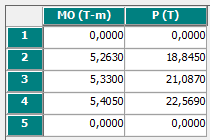 MO (T-m) P (T)
1 0,0000 0,0000
2 5,2630 18,8450
3 5,3300 21,0870
4 5,4050 22,5690
5 0,0000 0,0000